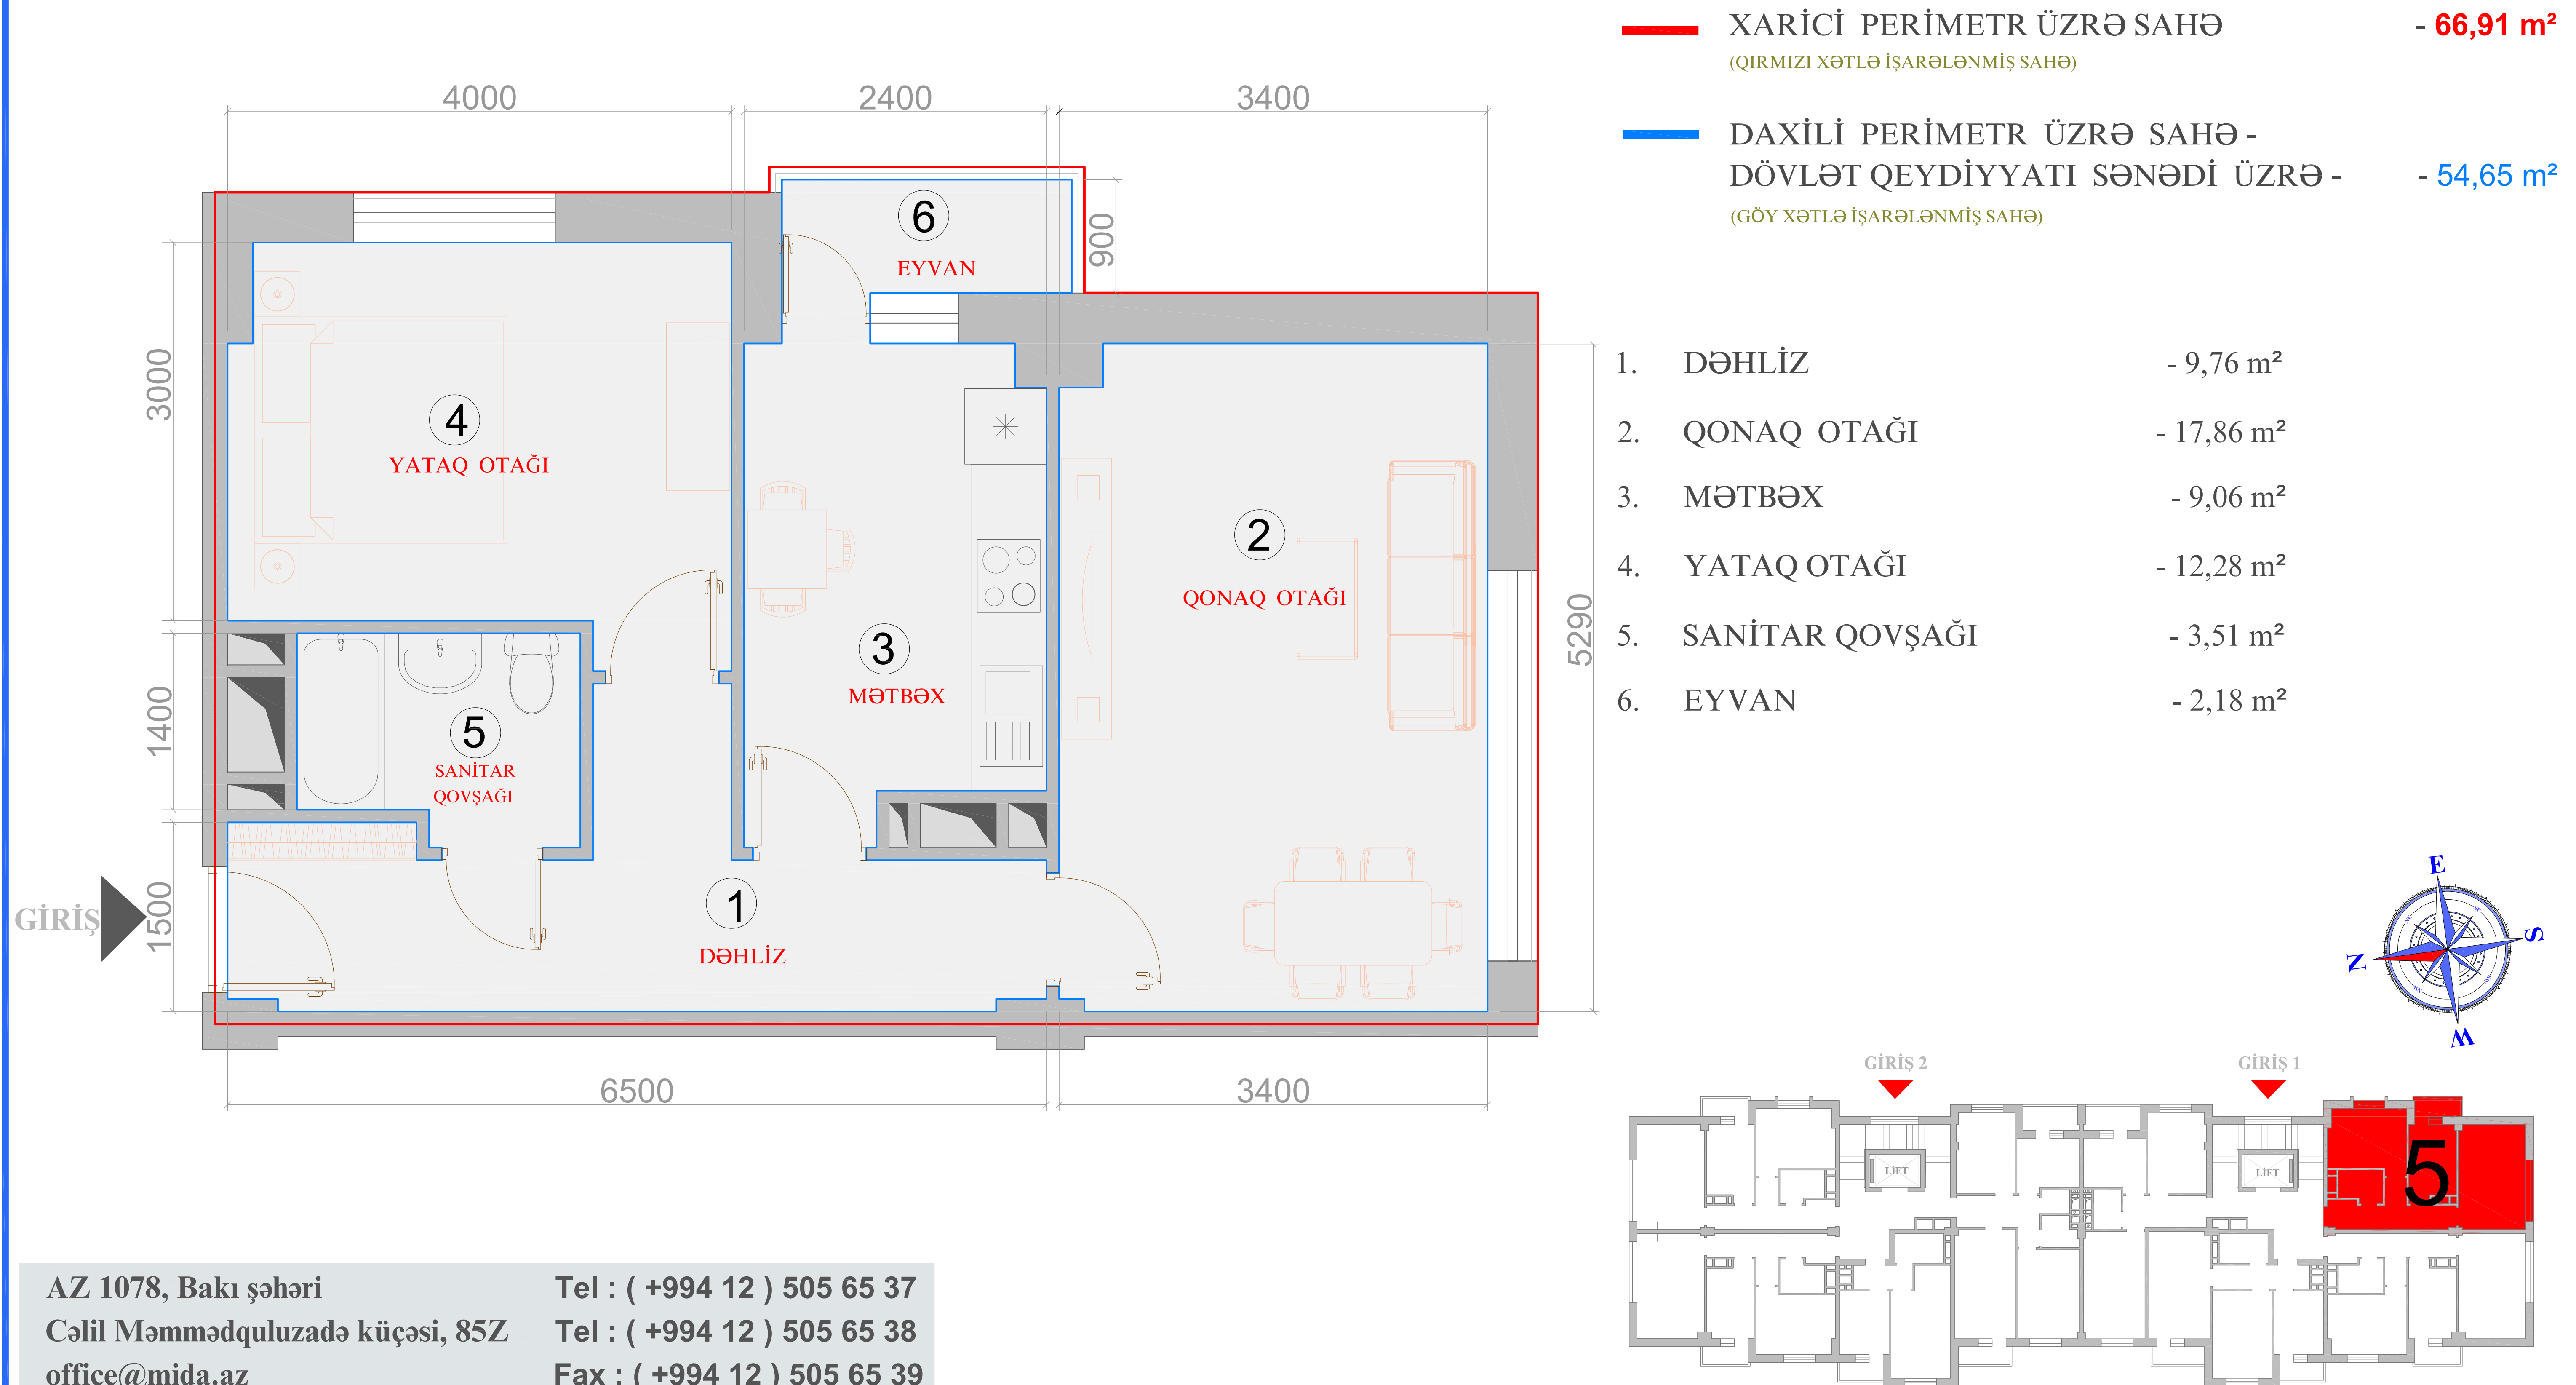 XARİCİ PERİMETR ÜZRƏ SAHƏ - 66,91 m²
(QIRMIZI XƏTLƏ İŞARƏLƏNMİŞ SAHƏ)
DAXİLİ PERİMETR ÜZRƏ SAHƏ -
DÖVLƏT QEYDİYYATI SƏNƏDİ ÜZRƏ - - 54,65 m²
(GÖY XƏTLƏ İŞARƏLƏNMİŞ SAHƏ)
4000
2400
3400
6
EYVAN
900
3000
4
YATAQ OTAĞI
2
QONAQ OTAĞI
5290
3
MƏTBƏX
1400
5
SANİTAR
QOVŞAĞI
GİRİŞ
1500
1
DƏHLİZ
6500
3400
1. DƏHLİZ - 9,76 m²
2. QONAQ OTAĞI - 17,86 m²
3. MƏTBƏX - 9,06 m²
4. YATAQ OTAĞI - 12,28 m²
5. SANİTAR QOVŞAĞI - 3,51 m²
6. EYVAN - 2,18 m²
E
S
N
W
GİRİŞ 2
GİRİŞ 1
LİFT
LİFT
5
AZ 1078, Bakı şəhəri Tel : ( +994 12 ) 505 65 37
Cəlil Məmmədquluzadə küçəsi, 85Z Tel : ( +994 12 ) 505 65 38
office@mida.az Fax : ( +994 12 ) 505 65 39